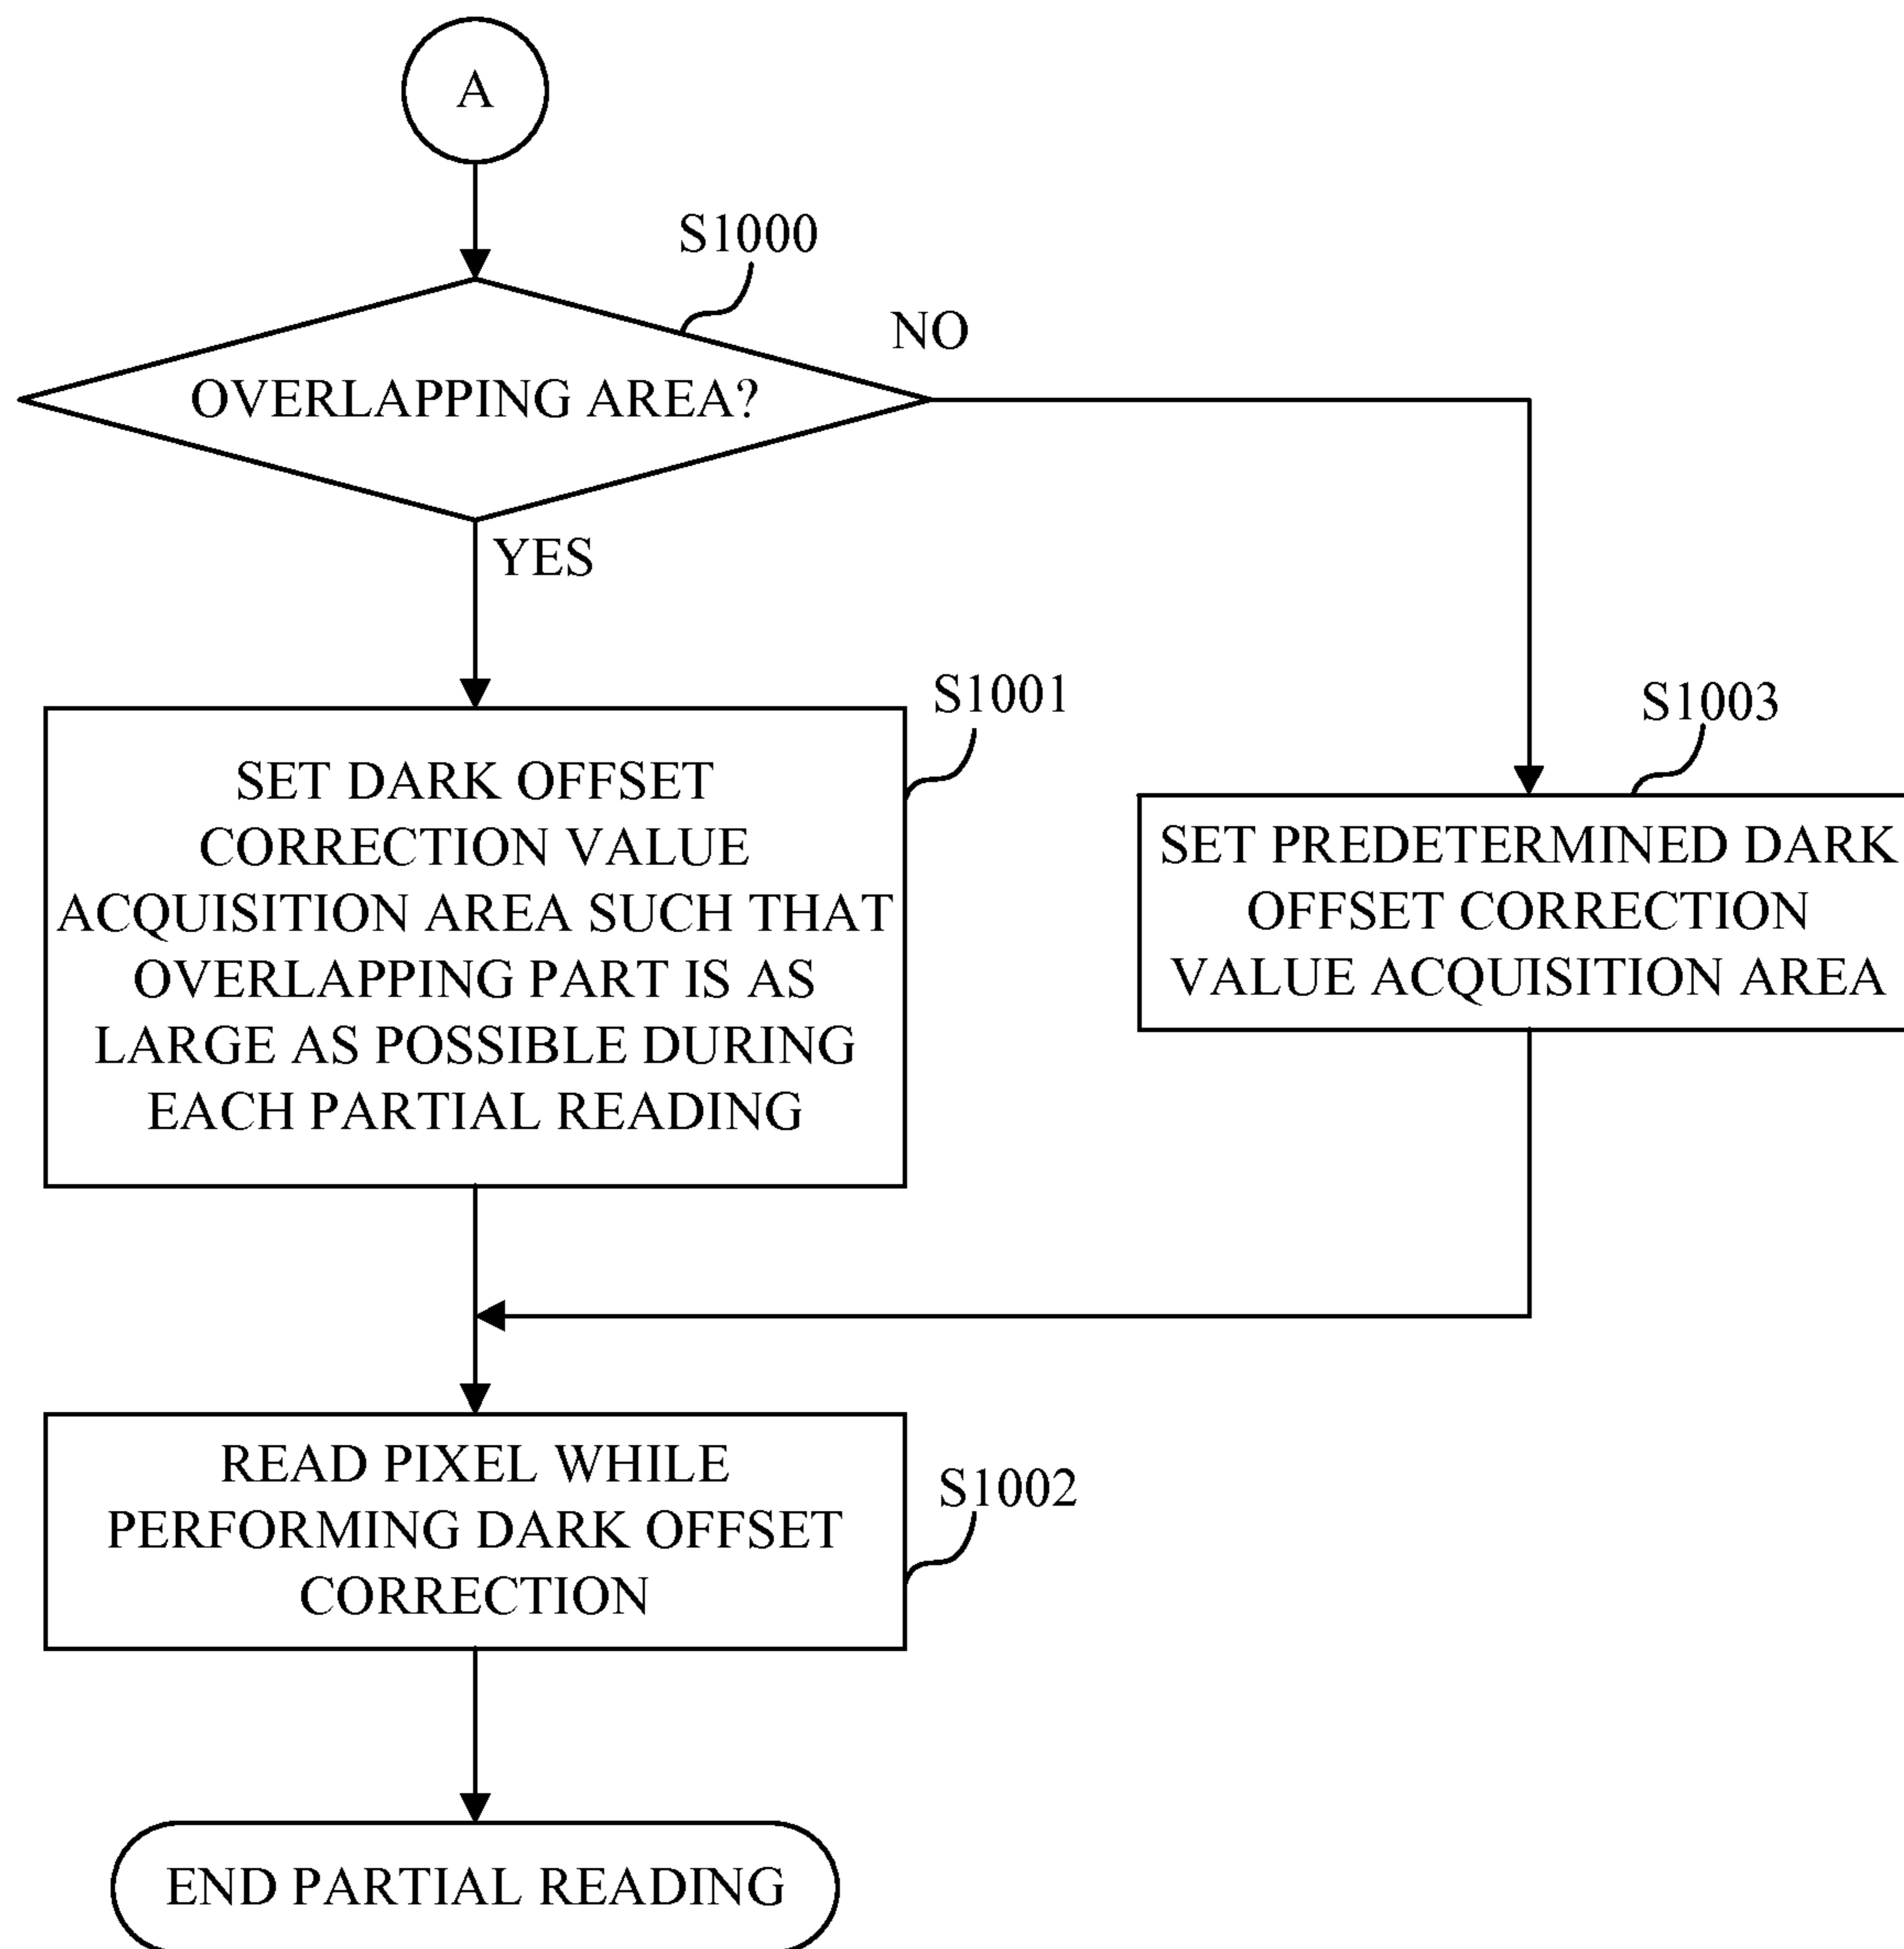 A
S1000
NO
OVERLAPPING AREA?
YES
S1001
SET DARK OFFSET
CORRECTION VALUE
ACQUISITION AREA SUCH THAT
OVERLAPPING PART IS AS
LARGE AS POSSIBLE DURING
EACH PARTIAL READING
S1003
SET PREDETERMINED DARK
OFFSET CORRECTION
VALUE ACQUISITION AREA
READ PIXEL WHILE
PERFORMING DARK OFFSET
CORRECTION
S1002
END PARTIAL READING